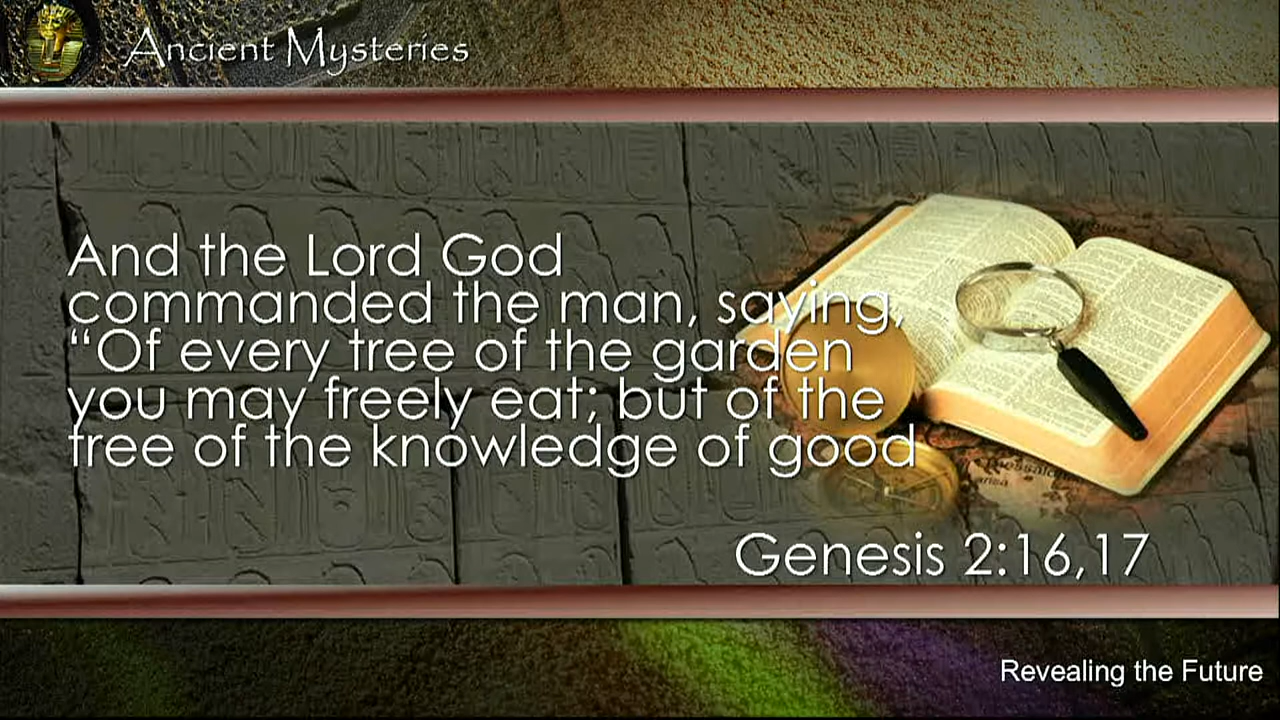 Ancient Mysteries
And the Lord God
commanded the man, saying,
“Of every tree of the garden
you may freely eat; but of the
tree of the knowledge of good
Genesis 2:16,17
Revealing the Future